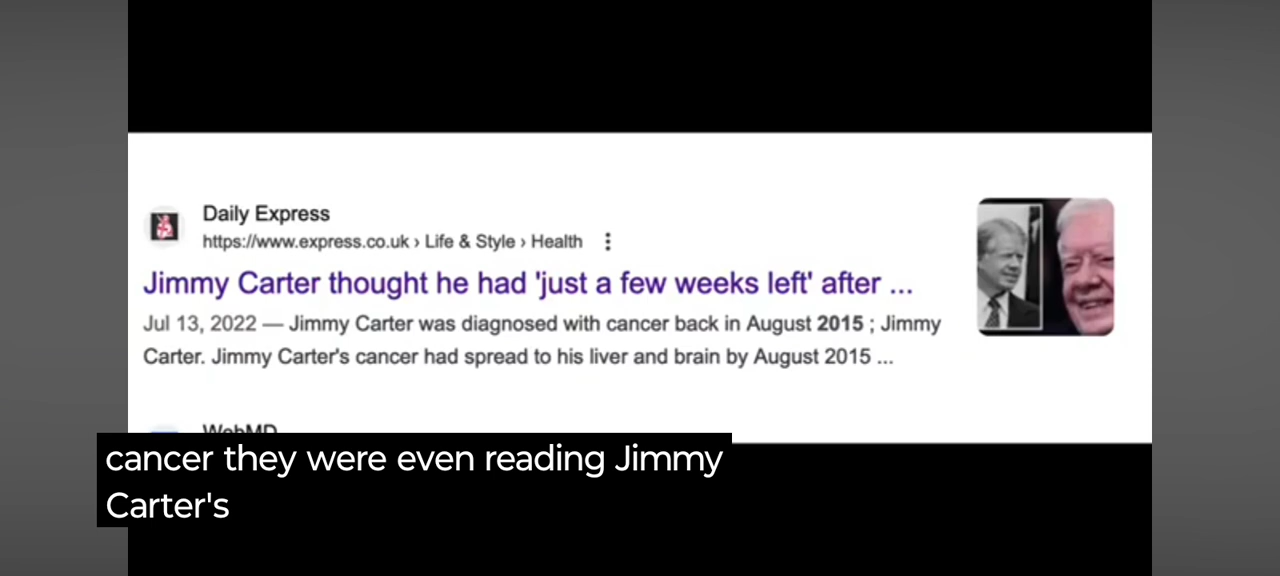 Daily Express
https://www.express.co.uk › Life & Style › Health
Jimmy Carter thought he had 'just a few weeks left' after ...
Jul 13, 2022 — Jimmy Carter was diagnosed with cancer back in August 2015 ; Jimmy
Carter. Jimmy Carter's cancer had spread to his liver and brain by August 2015 ...
WebMD
cancer they were even reading Jimmy
Carter's